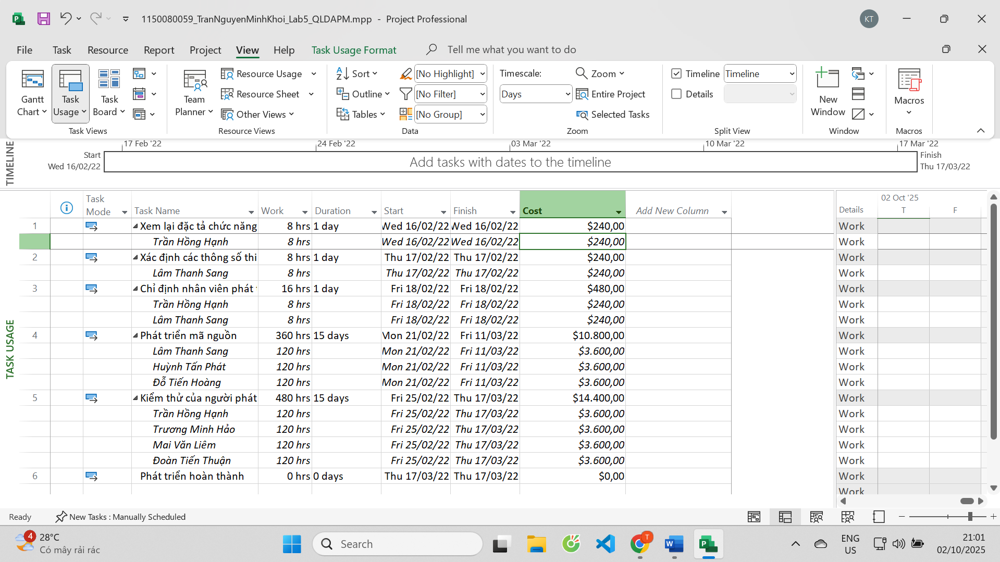 1150080059_TranNguyenMinhKhoi_Lab5_QLDAPM.mpp - Project Professional
KT
File Task Resource Report Project View Help Task Usage Format Tell me what you want to do
Gantt Chart
Task Usage
Task Board
Task Views
Team Planner
Resource Usage
Resource Sheet
Other Views
Resource Views
Sort
Outline
Tables
[No Highlight]
[No Filter]
[No Group]
Data
Timescale:
Days
Zoom
Entire Project
Selected Tasks
Zoom
Timeline Timeline
Details
Split View
New Window
Window
Macros
Macros
TIMELINE
17 Feb '22 24 Feb '22 03 Mar '22 10 Mar '22 17 Mar '22
Start
Wed 16/02/22
Add tasks with dates to the timeline
Finish
Thu 17/03/22
TASK USAGE
Task Mode Task Name Work Duration Start Finish Cost Add New Column Details 02 Oct '25 T F
1 Xem lại đặc tả chức năng 8 hrs 1 day Wed 16/02/22 Wed 16/02/22 $240,00 Work
Trần Hồng Hạnh 8 hrs Wed 16/02/22 Wed 16/02/22 $240,00 Work
2 Xác định các thông số thi 8 hrs 1 day Thu 17/02/22 Thu 17/02/22 $240,00 Work
Lâm Thanh Sang 8 hrs Thu 17/02/22 Thu 17/02/22 $240,00 Work
3 Chỉ định nhân viên phát 16 hrs 1 day Fri 18/02/22 Fri 18/02/22 $480,00 Work
Trần Hồng Hạnh 8 hrs Fri 18/02/22 Fri 18/02/22 $240,00 Work
Lâm Thanh Sang 8 hrs Fri 18/02/22 Fri 18/02/22 $240,00 Work
4 Phát triển mã nguồn 360 hrs 15 days Mon 21/02/22 Fri 11/03/22 $10.800,00 Work
Lâm Thanh Sang 120 hrs Mon 21/02/22 Fri 11/03/22 $3.600,00 Work
Huỳnh Tấn Phát 120 hrs Mon 21/02/22 Fri 11/03/22 $3.600,00 Work
Đỗ Tiến Hoàng 120 hrs Mon 21/02/22 Fri 11/03/22 $3.600,00 Work
5 Kiểm thử của người phát 480 hrs 15 days Fri 25/02/22 Thu 17/03/22 $14.400,00 Work
Trần Hồng Hạnh 120 hrs Fri 25/02/22 Thu 17/03/22 $3.600,00 Work
Trương Minh Hảo 120 hrs Fri 25/02/22 Thu 17/03/22 $3.600,00 Work
Mai Văn Liêm 120 hrs Fri 25/02/22 Thu 17/03/22 $3.600,00 Work
Đoàn Tiến Thuận 120 hrs Fri 25/02/22 Thu 17/03/22 $3.600,00 Work
6 Phát triển hoàn thành 0 hrs 0 days Thu 17/03/22 Thu 17/03/22 $0,00 Work
Work
Ready New Tasks : Manually Scheduled
4 28°C
Có mây rải rác
Search
T
ENG
US
21:01
02/10/2025